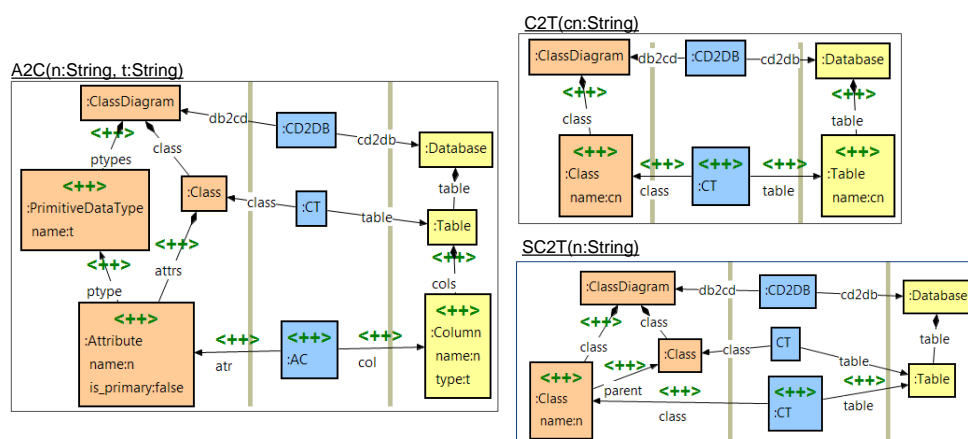 A2C(n:String, t:String)
:ClassDiagram
<++>
db2cd
:CD2DB
cd2db
:Database
ptypes
class
table
<++>
:PrimitiveDataType
name:t
:Class
class
:CT
table
:Table
<++>
<++>
attrs
cols
ptype
<++>
:Attribute
name:n
is_primary:false
<++>
atr
<++>
:AC
<++>
col
<++>
:Column
name:n
type:t
C2T(cn:String)
:ClassDiagram
db2cd
:CD2DB
cd2db
:Database
<++>
class
<++>
table
<++>
:Class
name:cn
<++>
class
<++>
:CT
<++>
table
<++>
:Table
name:cn
SC2T(n:String)
:ClassDiagram
db2cd
:CD2DB
cd2db
:Database
<++>
class
class
:Class
class
CT
table
table
:Table
<++>
:Class
name:n
<++>
parent
<++>
class
<++>
:CT
<++>
table